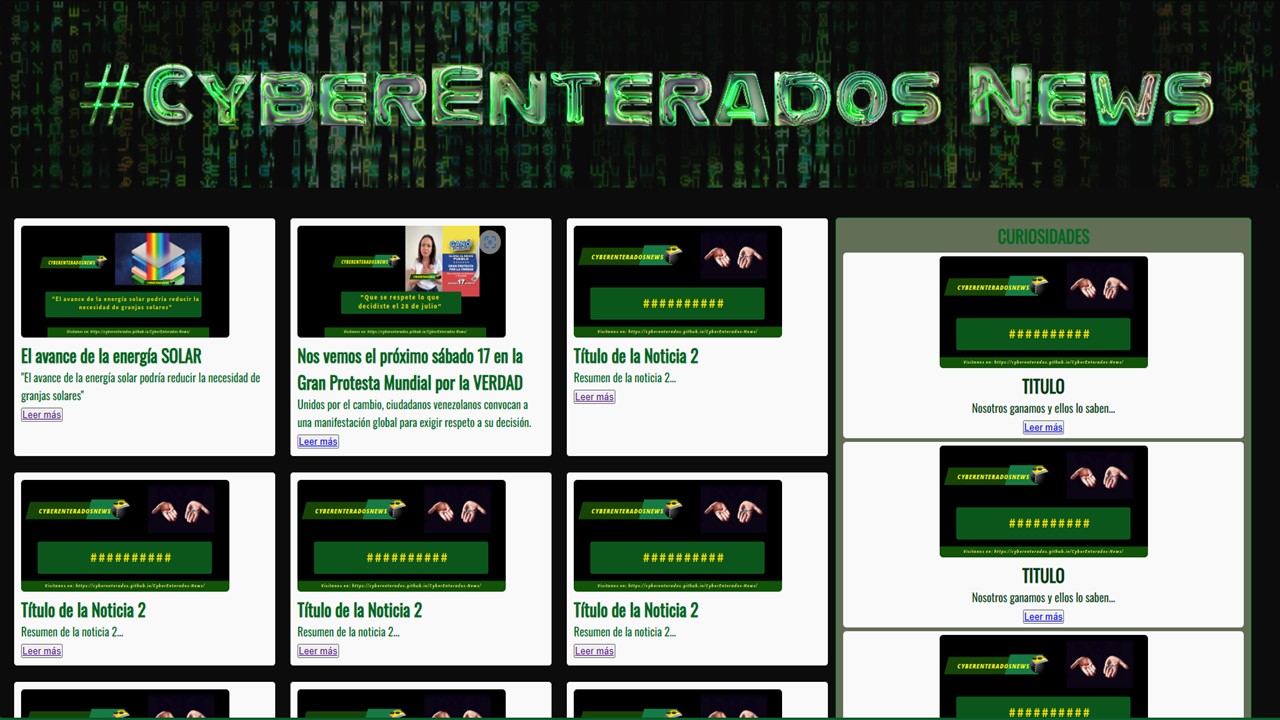 #CyberEnterados News
CYBERENTERADOSNEWS
"El avance de la energía solar podría reducir la
necesidad de granjas solares"
Visítanos en: https://cyberenterados.github.io/CyberEnterados-News/
El avance de la energía SOLAR
"El avance de la energía solar podría reducir la necesidad de
granjas solares"
Leer más
CYBERENTERADOSNEWS
GANÓ
GRAN PROTESTA
POR LA VERDAD
17
"Que se respete lo que
decidiste el 28 de julio"
Visítanos en: https://cyberenterados.github.io/CyberEnterados-News/
Nos vemos el próximo sábado 17 en la
Gran Protesta Mundial por la VERDAD
Unidos por el cambio, ciudadanos venezolanos convocan a
una manifestación global para exigir respeto a su decisión.
Leer más
CYBERENTERADOSNEWS
##########
Visítanos en: https://cyberenterados.github.io/CyberEnterados-News/
Título de la Noticia 2
Resumen de la noticia 2...
Leer más
CURIOSIDADES
CYBERENTERADOSNEWS
##########
Visítanos en: https://cyberenterados.github.io/CyberEnterados-News/
TITULO
Nosotros ganamos y ellos lo saben...
Leer más
CYBERENTERADOSNEWS
##########
Visítanos en: https://cyberenterados.github.io/CyberEnterados-News/
Título de la Noticia 2
Resumen de la noticia 2...
Leer más
CYBERENTERADOSNEWS
##########
Visítanos en: https://cyberenterados.github.io/CyberEnterados-News/
Título de la Noticia 2
Resumen de la noticia 2...
Leer más
CYBERENTERADOSNEWS
##########
Visítanos en: https://cyberenterados.github.io/CyberEnterados-News/
Título de la Noticia 2
Resumen de la noticia 2...
Leer más
CYBERENTERADOSNEWS
##########
Visítanos en: https://cyberenterados.github.io/CyberEnterados-News/
TITULO
Nosotros ganamos y ellos lo saben...
Leer más
CYBERENTERADOSNEWS
##########